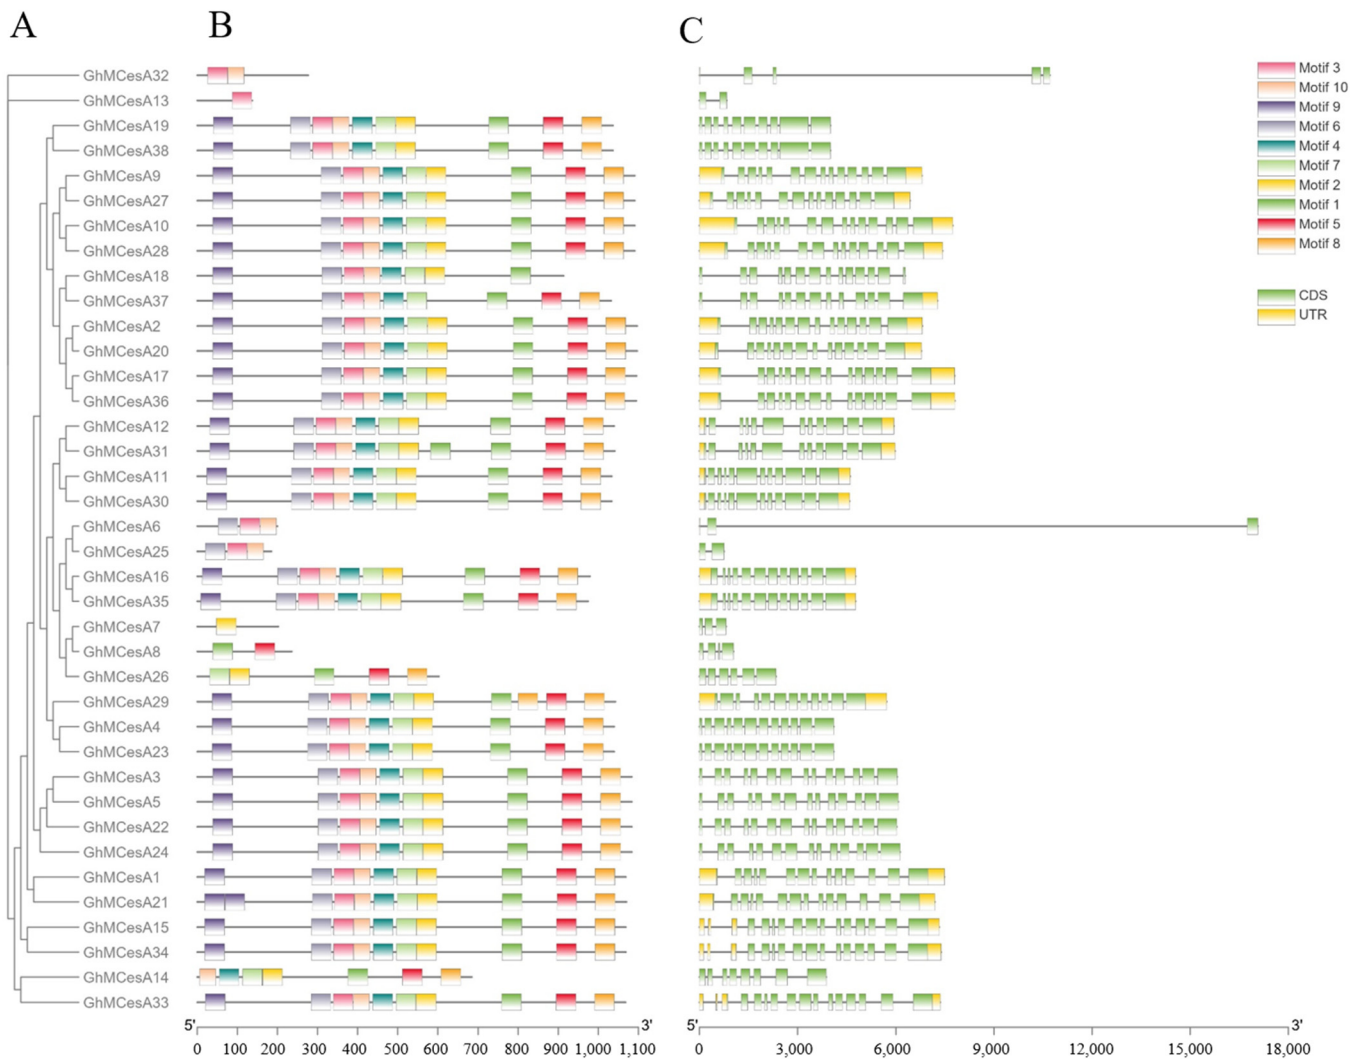 A B C
GhMCesA32
GhMCesA13
GhMCesA19
GhMCesA38
GhMCesA9
GhMCesA27
GhMCesA10
GhMCesA28
GhMCesA18
GhMCesA37
GhMCesA2
GhMCesA20
GhMCesA17
GhMCesA36
GhMCesA12
GhMCesA31
GhMCesA11
GhMCesA30
GhMCesA6
GhMCesA25
GhMCesA16
GhMCesA35
GhMCesA7
GhMCesA8
GhMCesA26
GhMCesA29
GhMCesA4
GhMCesA23
GhMCesA3
GhMCesA5
GhMCesA22
GhMCesA24
GhMCesA1
GhMCesA21
GhMCesA15
GhMCesA34
GhMCesA14
GhMCesA33
5' 3'
0 100 200 300 400 500 600 700 800 900 1,000 1,100
5' 3'
0 3,000 6,000 9,000 12,000 15,000 18,000
Motif 3
Motif 10
Motif 9
Motif 6
Motif 4
Motif 7
Motif 2
Motif 1
Motif 5
Motif 8
CDS
UTR